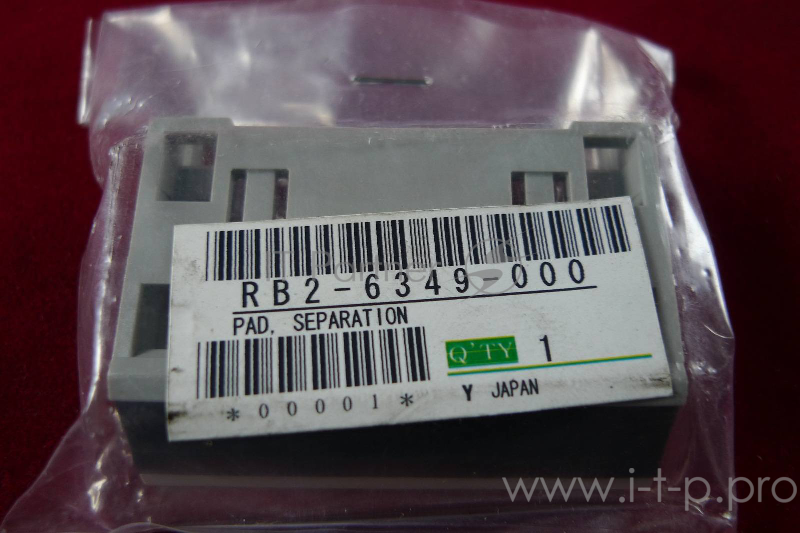 RB2-6349-000
PAD, SEPARATION
Q'TY 1
*00001*
Y JAPAN
www.i-t-p.pro